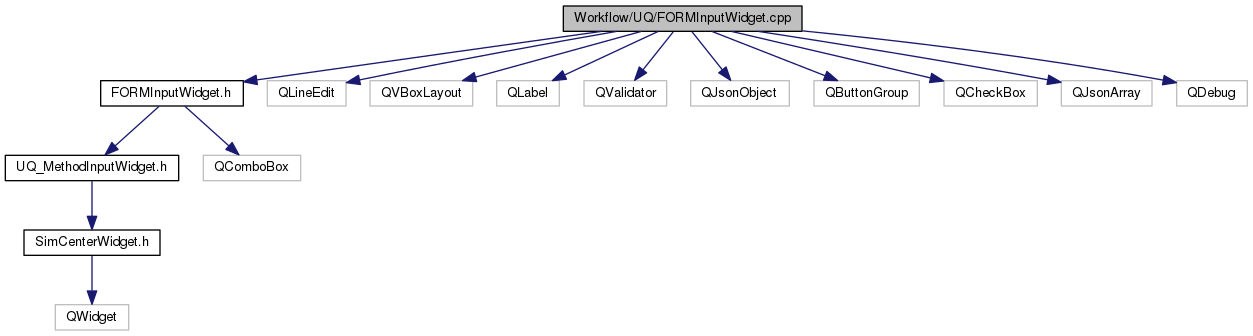 Workflow/UQ/FORMInputWidget.cpp
FORMInputWidget.h
QLineEdit
QVBoxLayout
QLabel
QValidator
QJsonObject
QButtonGroup
QCheckBox
QJsonArray
QDebug
UQ_MethodInputWidget.h
QComboBox
SimCenterWidget.h
QWidget